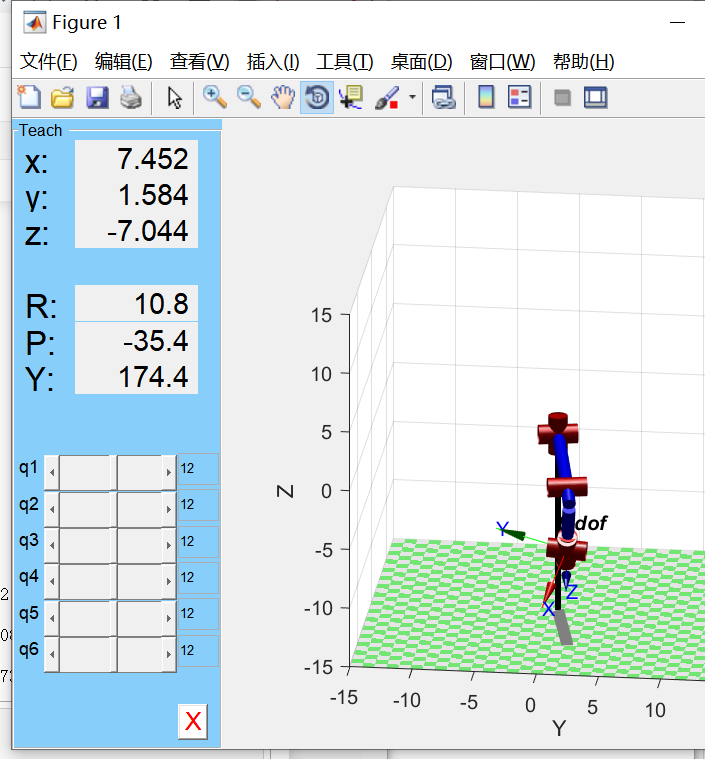 Figure 1
文件(F) 编辑(E) 查看(V) 插入(I) 工具(T) 桌面(D) 窗口(W) 帮助(H)
Teach
x: 7.452
y: 1.584
z: -7.044
R: 10.8
P: -35.4
Y: 174.4
q1 12
q2 12
q3 12
q4 12
q5 12
q6 12
X
15
10
5
0
-5
-10
-15
Z
dof
Y
X
Z
-15 -10 -5 0 5 10
Y